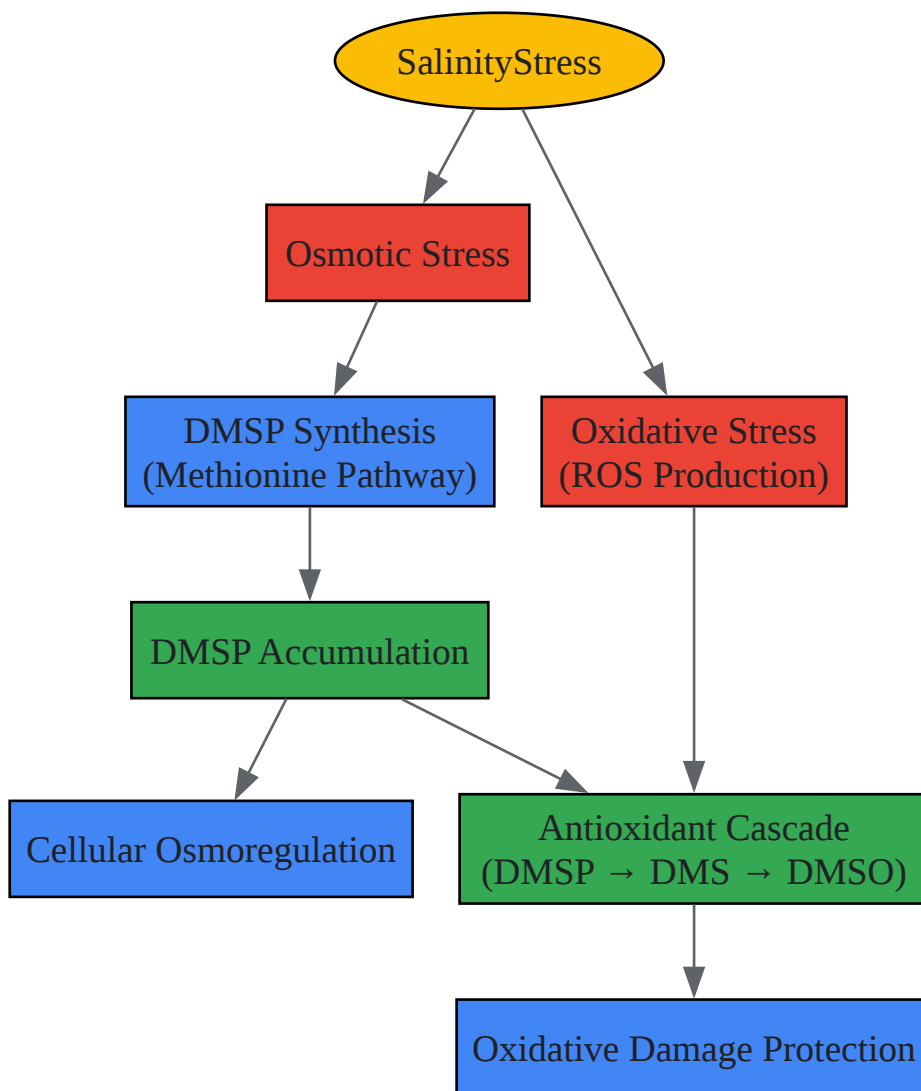 SalinityStress
Osmotic Stress
DMSP Synthesis
(Methionine Pathway)
Oxidative Stress
(ROS Production)
DMSP Accumulation
Cellular Osmoregulation
Antioxidant Cascade
(DMSP → DMS → DMSO)
Oxidative Damage Protection